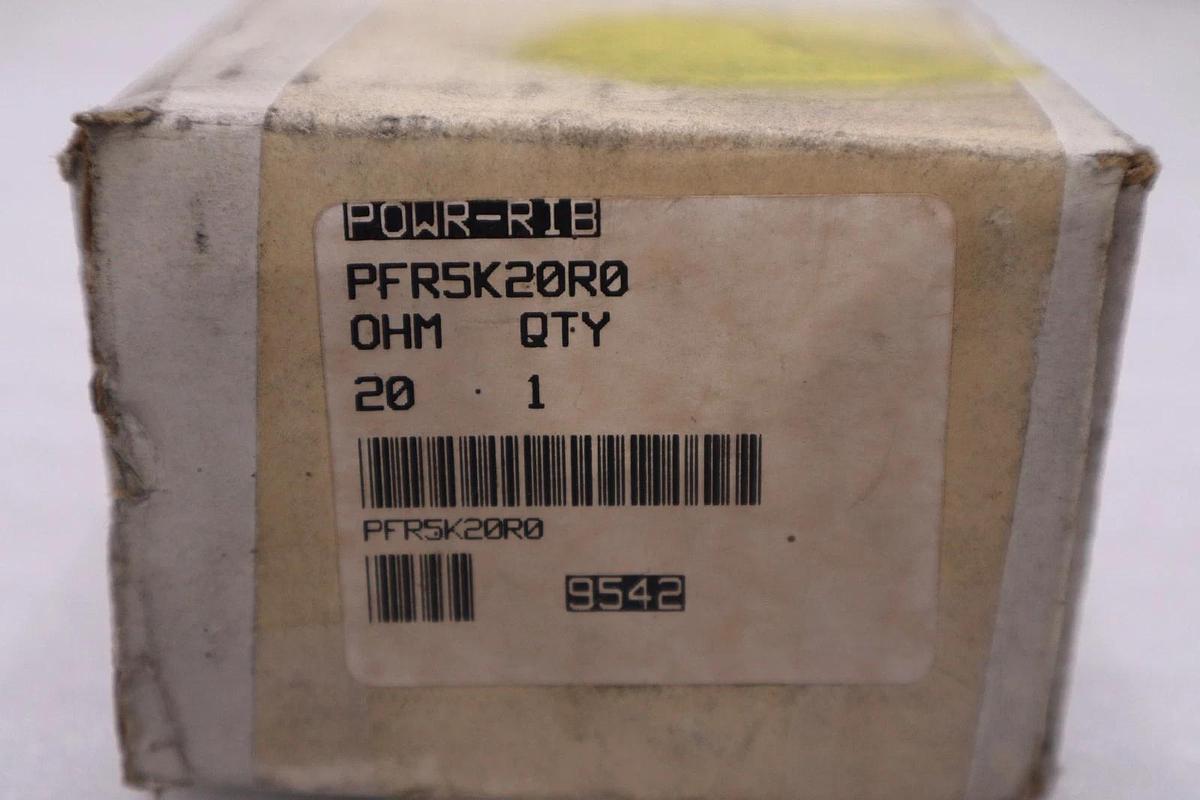 POWR-RIB
PFR5K20R0
OHM QTY
20 1
PFR5K20R0
9542